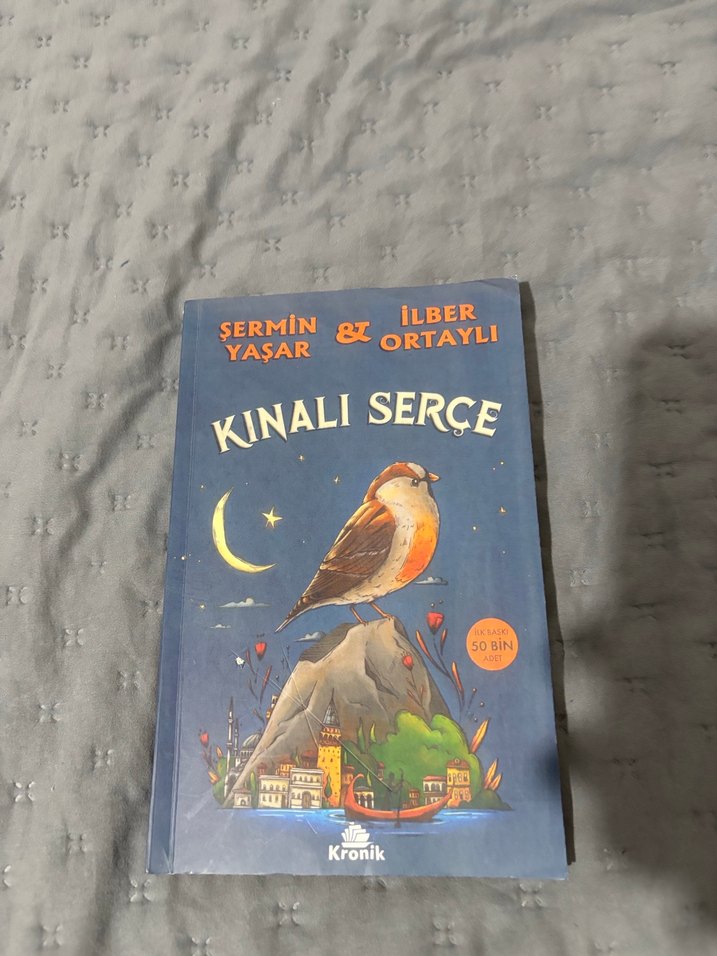 ŞERMİN
YAŞAR
&
İLBER
ORTAYLI
KINALI SERÇE
İLK BASKI
50 BİN
ADET
Kronik